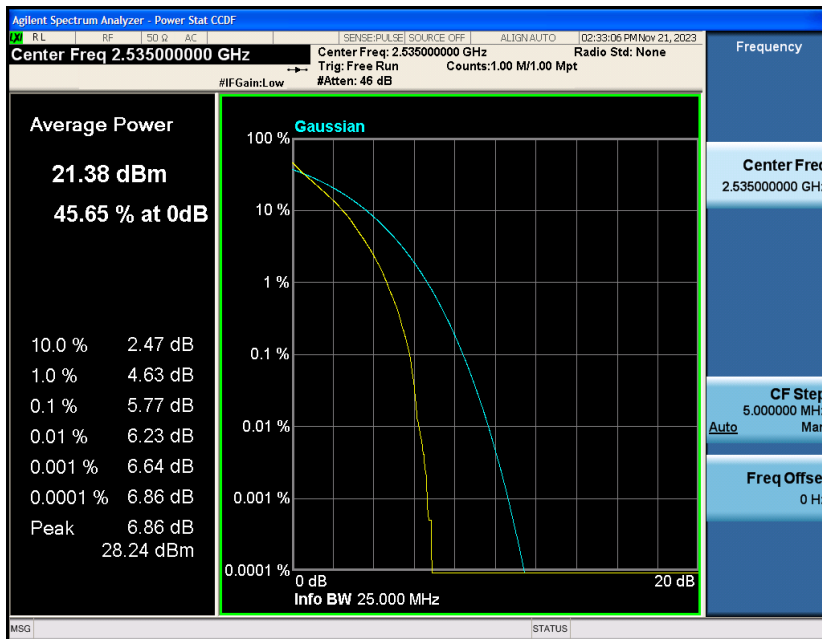 Agilent Spectrum Analyzer - Power Stat CCDF
LXI RL RF 50 Ω AC SENSE:PULSE SOURCE OFF ALIGN AUTO 02:33:06 PM Nov 21, 2023
Center Freq 2.535000000 GHz
Center Freq: 2.535000000 GHz Radio Std: None
Trig: Free Run Counts:1.00 M/1.00 Mpt
#IFGain:Low #Atten: 46 dB
Frequency
Average Power
21.38 dBm
45.65 % at 0dB
10.0 % 2.47 dB
1.0 % 4.63 dB
0.1 % 5.77 dB
0.01 % 6.23 dB
0.001 % 6.64 dB
0.0001 % 6.86 dB
Peak 6.86 dB
28.24 dBm
Gaussian
100 %
10 %
1 %
0.1 %
0.01 %
0.001 %
0.0001 %
0 dB 20 dB
Info BW 25.000 MHz
Center Freq
2.535000000 GHz
CF Step
5.000000 MHz
Auto Man
Freq Offse
0 Hz
MSG STATUS